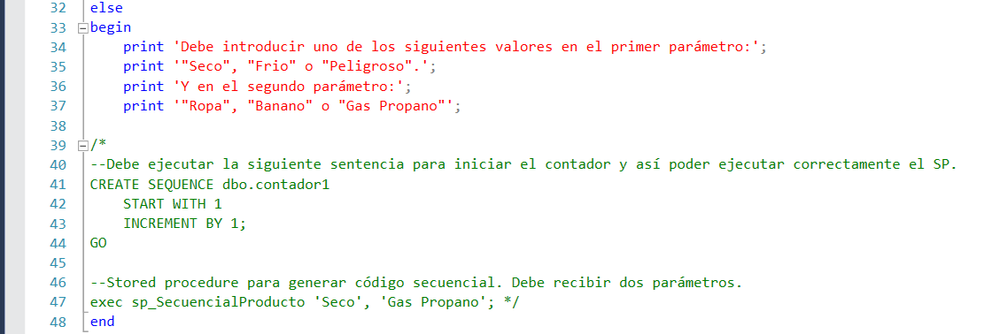 32 else
33 begin
34 print 'Debe introducir uno de los siguientes valores en el primer parámetro:';
35 print '"Seco", "Frio" o "Peligroso".';
36 print 'Y en el segundo parámetro:';
37 print '"Ropa", "Banano" o "Gas Propano"';
38
39 /*
40 --Debe ejecutar la siguiente sentencia para iniciar el contador y así poder ejecutar correctamente el SP.
41 CREATE SEQUENCE dbo.contador1
42 START WITH 1
43 INCREMENT BY 1;
44 GO
45
46 --Stored procedure para generar código secuencial. Debe recibir dos parámetros.
47 exec sp_SecuencialProducto 'Seco', 'Gas Propano'; */
48 end